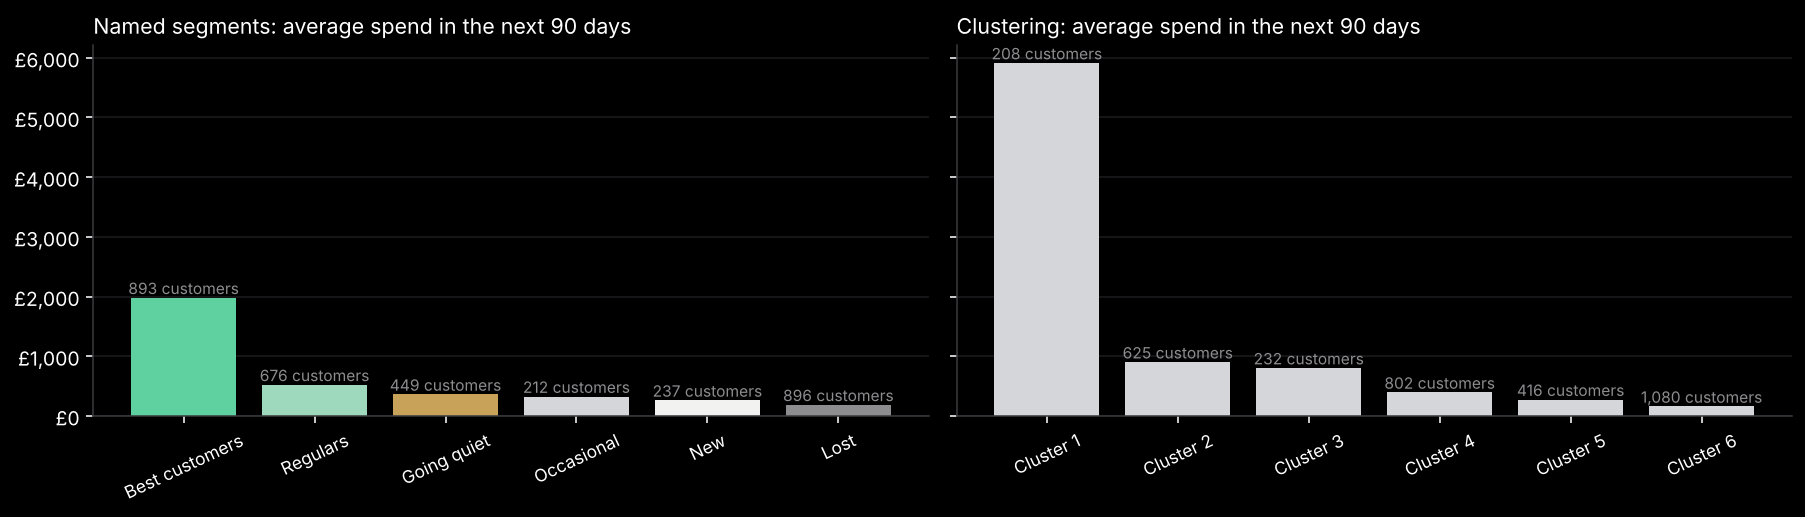 Named segments: average spend in the next 90 days
£6,000
£5,000
£4,000
£3,000
£2,000
£1,000
£0
893 customers
676 customers
449 customers
212 customers
237 customers
896 customers
Best customers
Regulars
Going quiet
Occasional
New
Lost
Clustering: average spend in the next 90 days
208 customers
625 customers
232 customers
802 customers
416 customers
1,080 customers
Cluster 1
Cluster 2
Cluster 3
Cluster 4
Cluster 5
Cluster 6